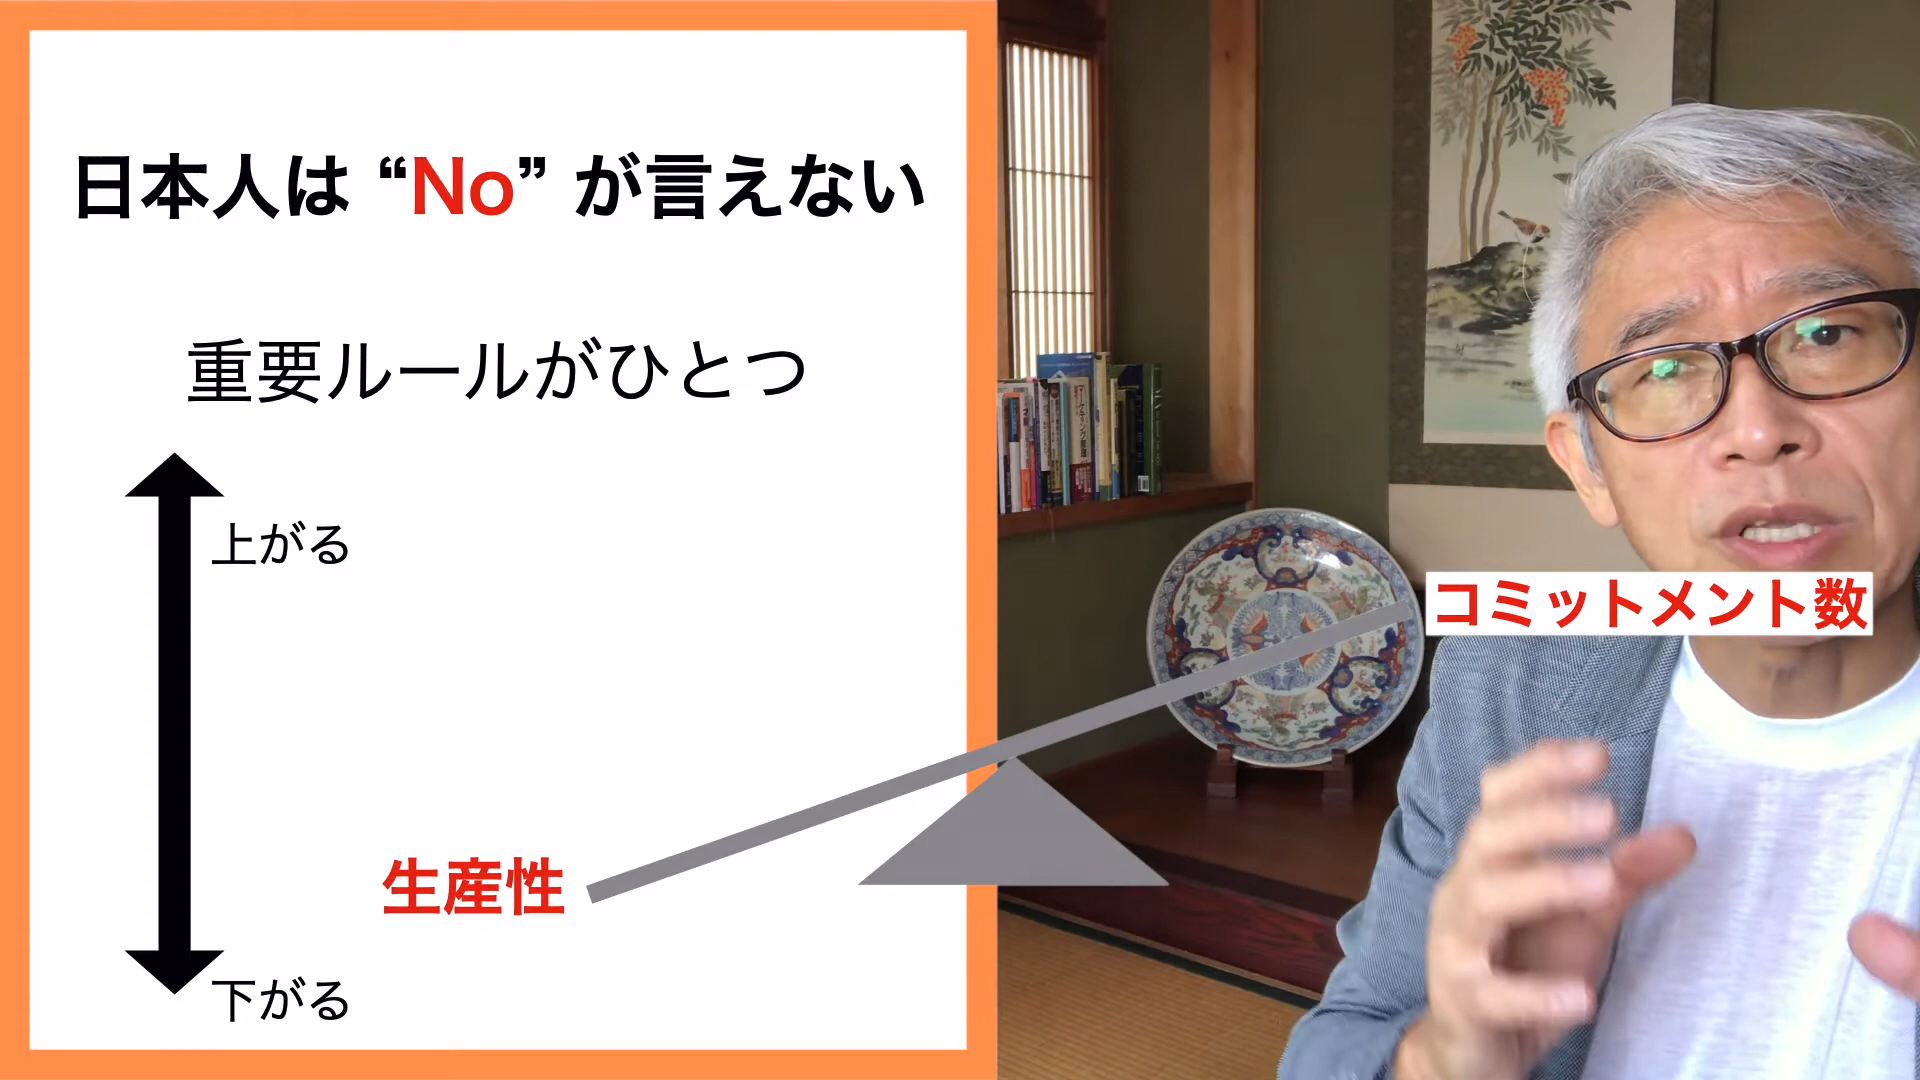 日本人は “No” が言えない
重要ルールがひとつ
上がる
コミットメント数
生産性
下がる